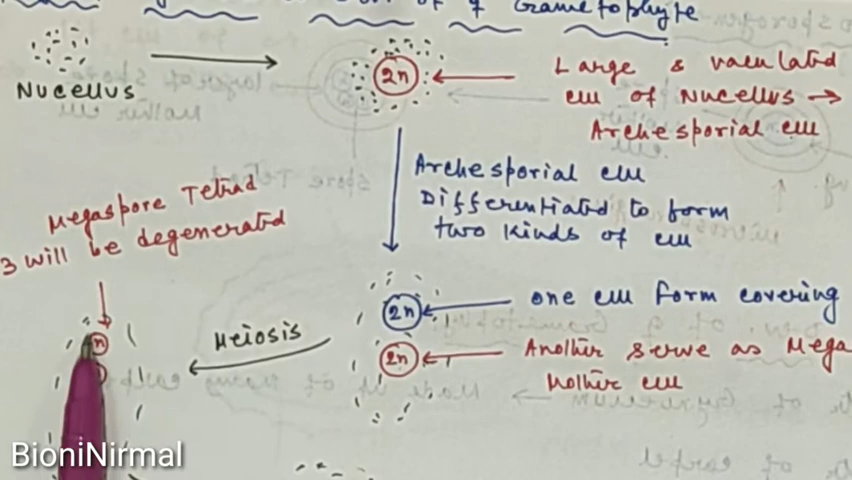 of ♀ Gametophyte
Nucellus
2n
Large & vaculated
cell of Nucellus →
Archesporial cell
Archesporial cell
Differentiated to form
two kinds of cell
Megaspore Tetrad
3 will be degenerated
2n
one cell form covering
2n
Another serve as Mega
Mother cell
Meiosis
n
BioniNirmal